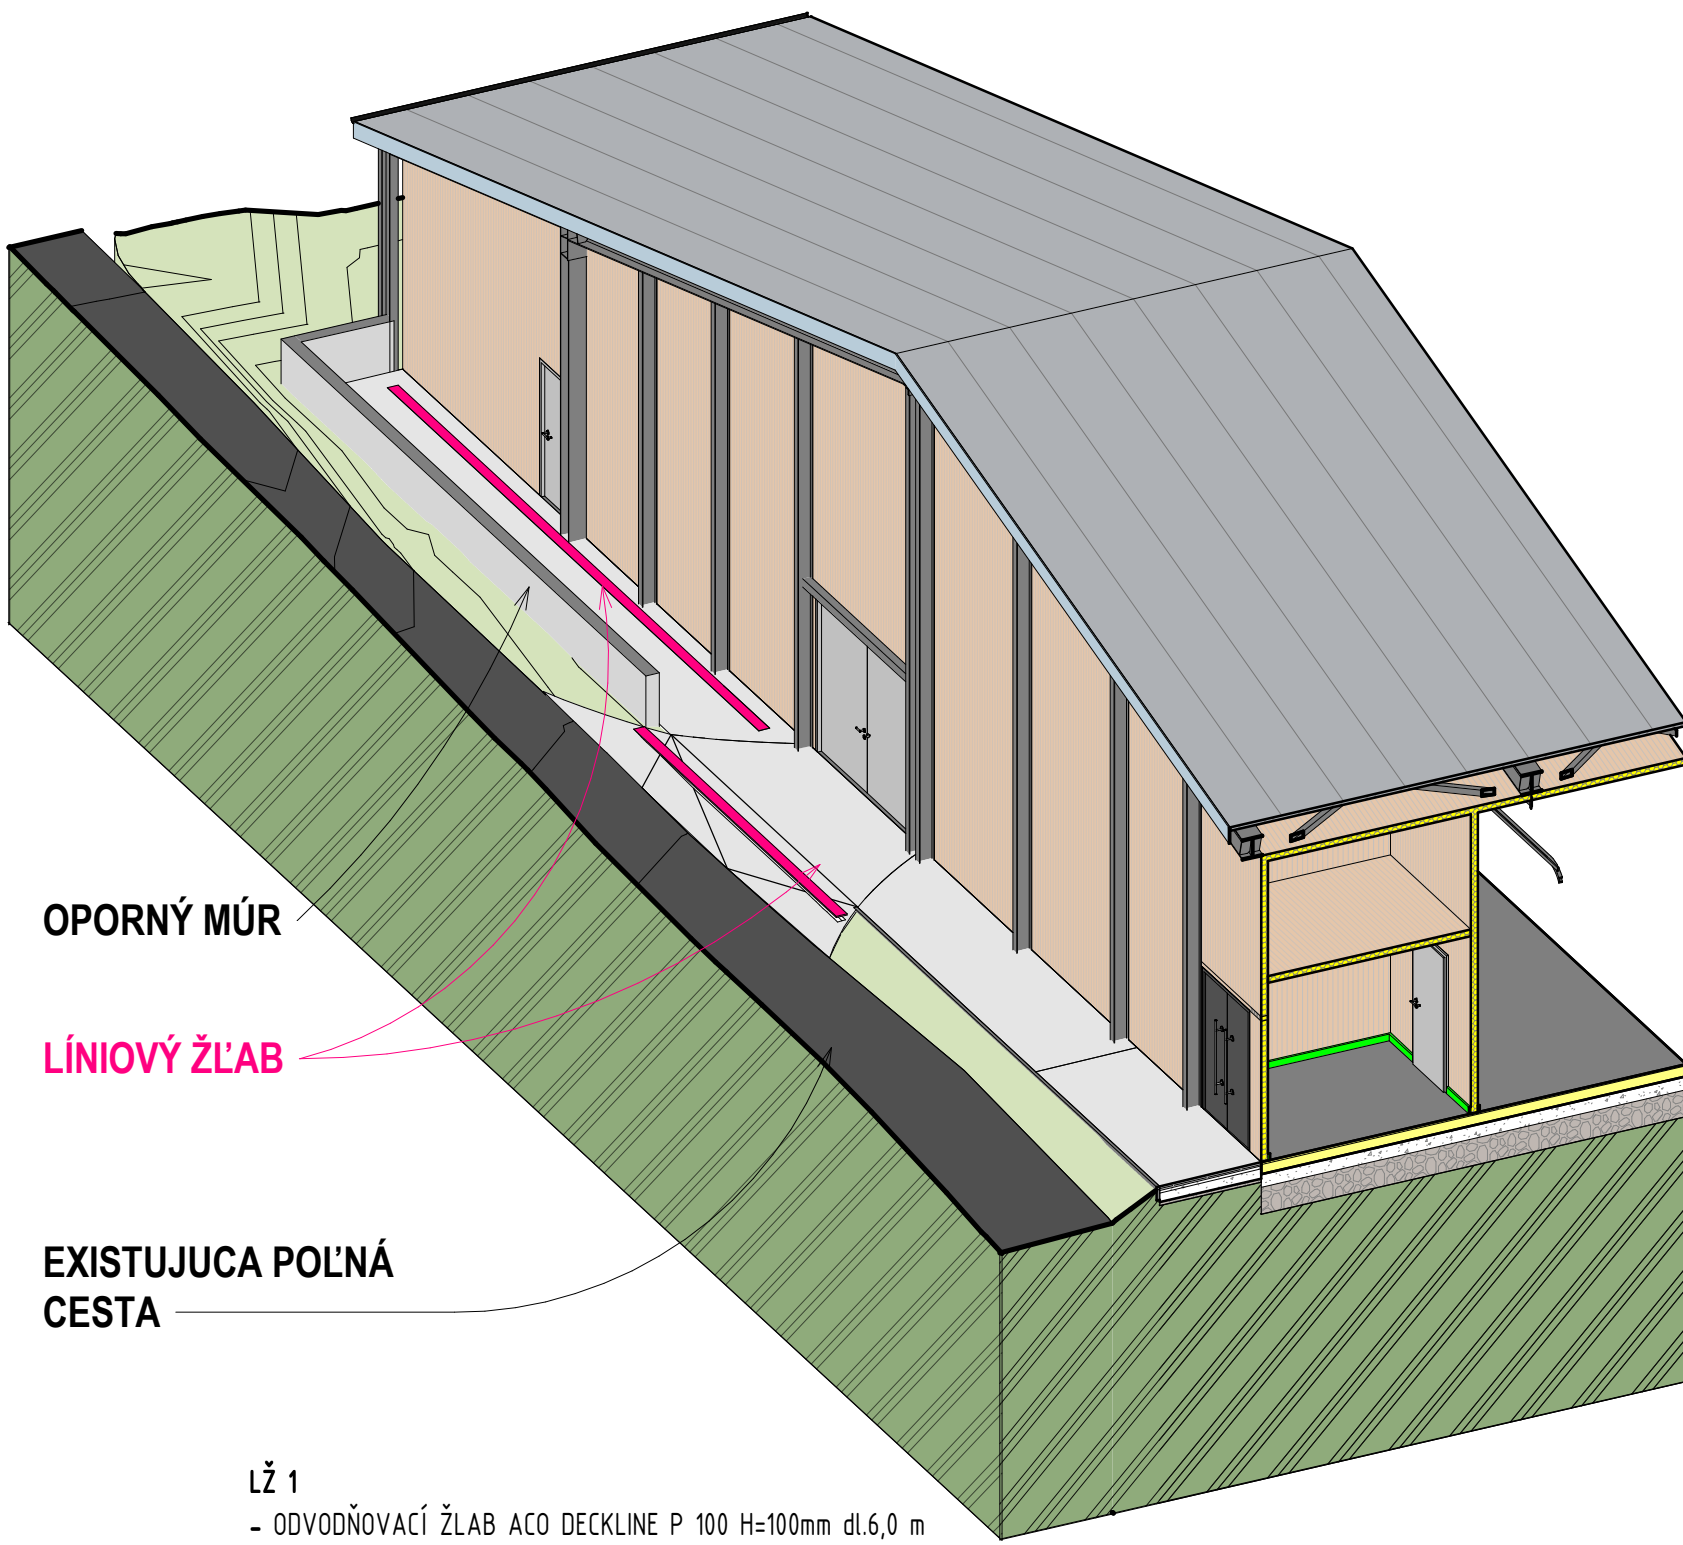 OPORNÝ MÚR
LÍNIOVÝ ŽĽAB
EXISTUJUCA POĽNÁ
CESTA
LŽ 1
- ODVODŇOVACÍ ŽLAB ACO DECKLINE P 100 H=100mm dl.6,0 m